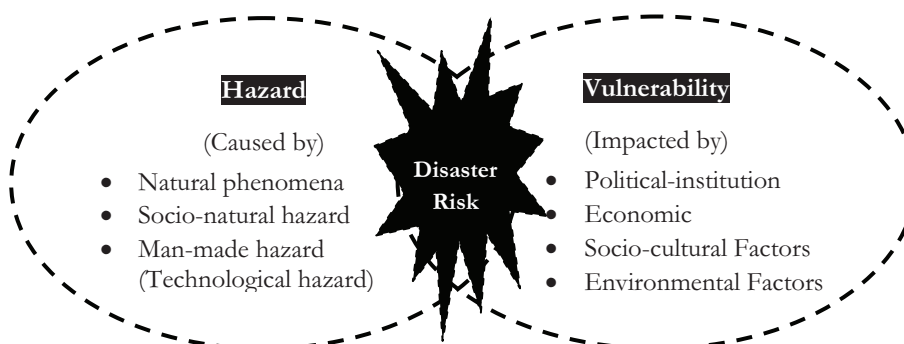 Hazard
(Caused by)
• Natural phenomena
• Socio-natural hazard
• Man-made hazard
(Technological hazard)
Disaster
Risk
Vulnerability
(Impacted by)
• Political-institution
• Economic
• Socio-cultural Factors
• Environmental Factors